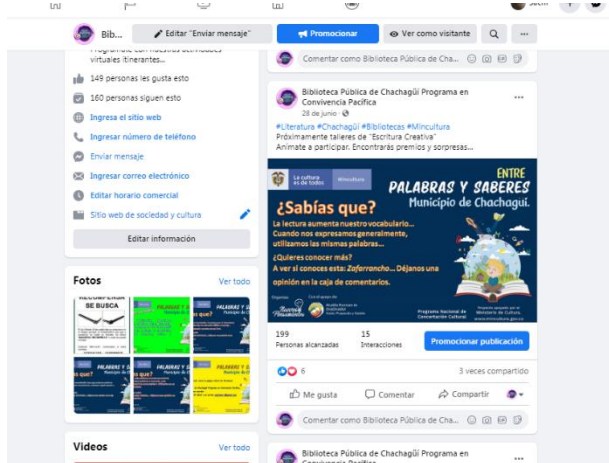 Bib...
Editar "Enviar mensaje"
Promocionar
Ver como visitante
Prográmate con nuestras actividades
virtuales itinerantes...
149 personas les gusta esto
160 personas siguen esto
Ingresa el sitio web
Ingresar número de teléfono
Enviar mensaje
Ingresar correo electrónico
Editar horario comercial
Sitio web de sociedad y cultura
Editar información
Fotos
Ver todo
SE BUSCA
Videos
Ver todo
Comentar como Biblioteca Pública de Cha...
Biblioteca Pública de Chachagüí Programa en
Convivencia Pacífica
28 de junio
#Literatura #Chachagüí #Bibliotecas #Mincultura
Próximamente talleres de "Escritura Creativa"
Anímate a participar. Encontrarás premios y sorpresas...
La cultura
es de todos
Mincultura
ENTRE
PALABRAS Y SABERES
Municipio de Chachagui.
¿Sabías que?
La lectura aumenta nuestro vocabulario...
Cuando nos expresamos generalmente,
utilizamos las mismas palabras...
¿Quieres conocer más?
A ver si conoces esta: Zafarrancho... Déjanos una
opinión en la caja de comentarios.
Programa Nacional de
Concertación Cultural
199
Personas alcanzadas
15
Interacciones
Promocionar publicación
6
3 veces compartido
Me gusta
Comentar
Compartir
Comentar como Biblioteca Pública de Cha...
Biblioteca Pública de Chachagüí Programa en
Convivencia Pacífica